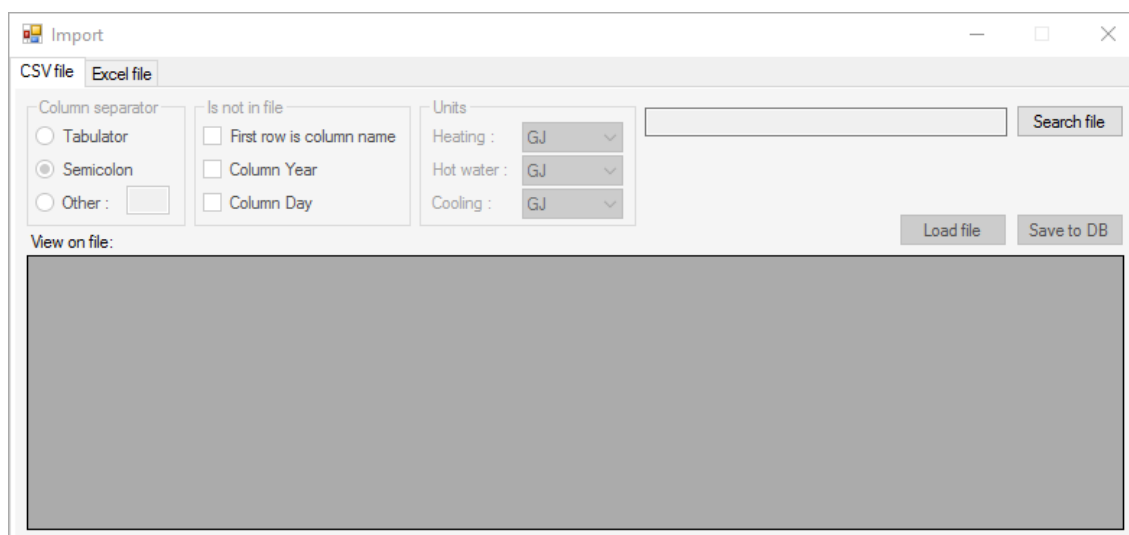 Import
CSV file Excel file
Column separator
Tabulator
Semicolon
Other :
Is not in file
First row is column name
Column Year
Column Day
Units
Heating : GJ
Hot water : GJ
Cooling : GJ
Search file
Load file Save to DB
View on file: